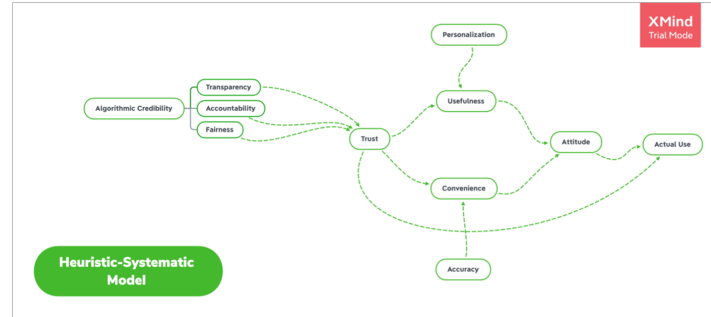 XMind
Trial Mode
Personalization
Transparency
Algorithmic Credibility
Accountability
Fairness
Usefulness
Trust
Attitude
Actual Use
Convenience
Accuracy
Heuristic-Systematic
Model